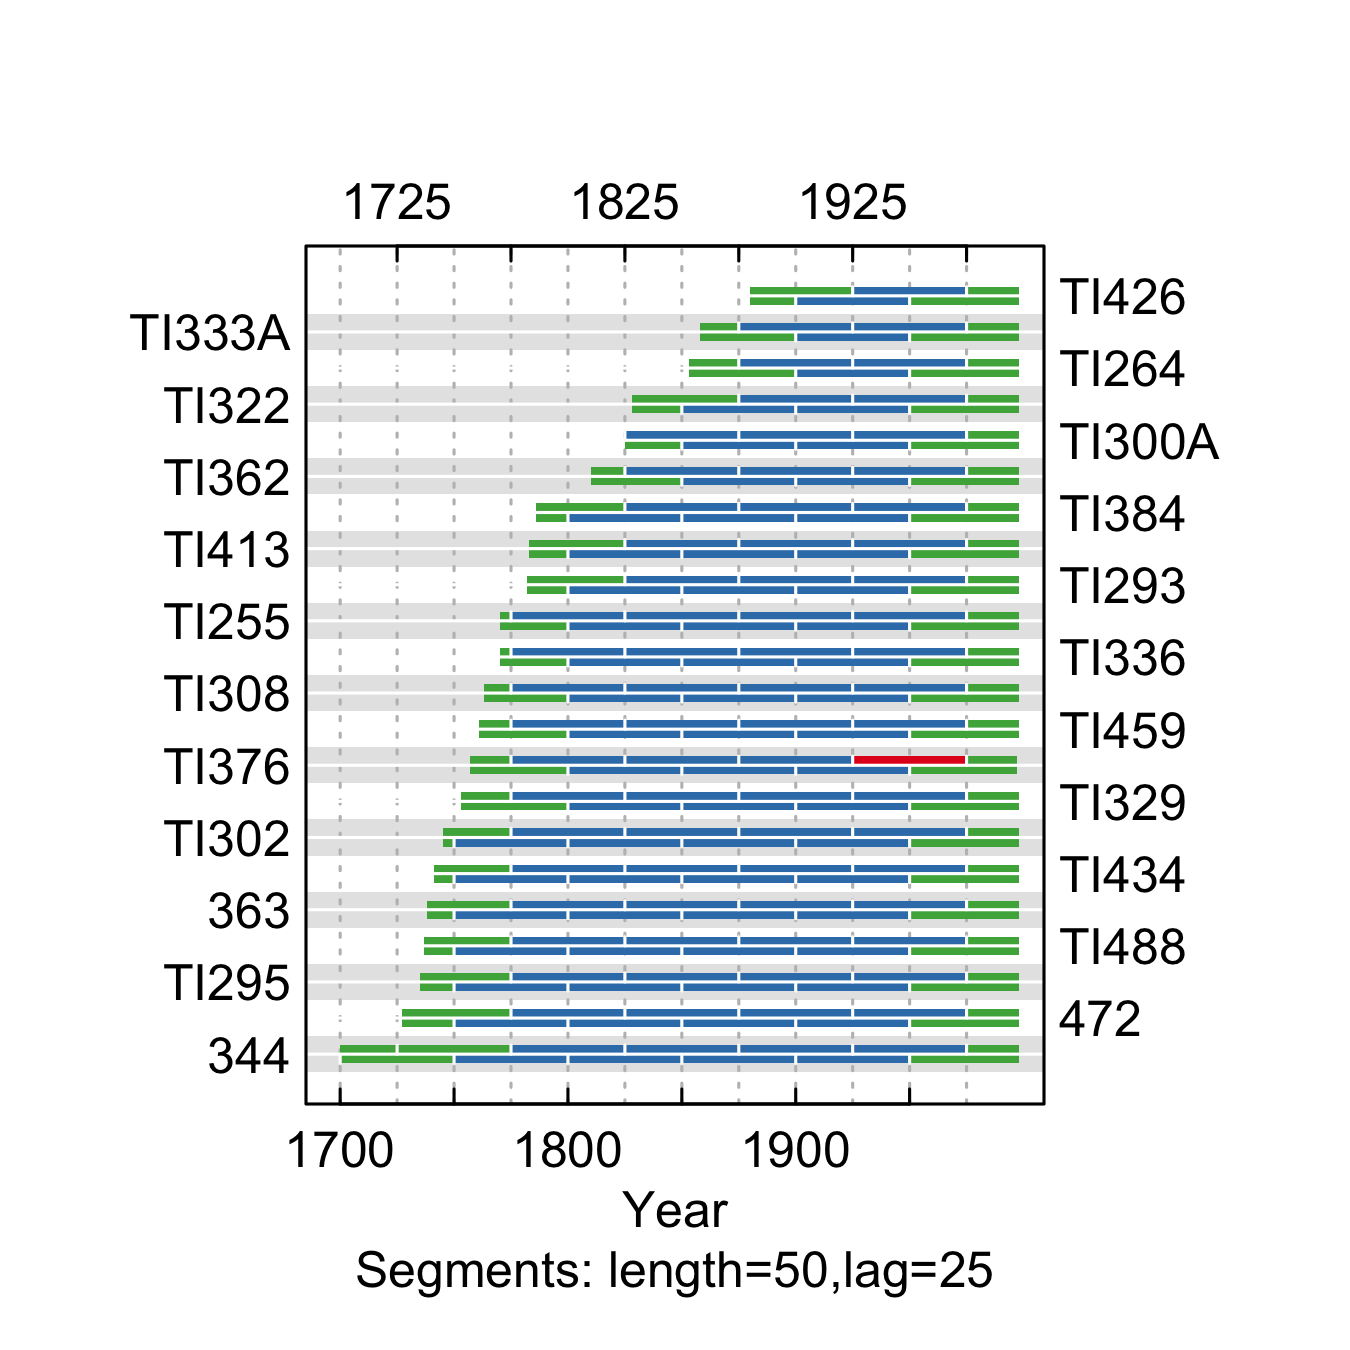 1725 1825 1925
TI426
TI333A
TI264
TI322
TI300A
TI362
TI384
TI413
TI293
TI255
TI336
TI308
TI459
TI376
TI329
TI302
TI434
363
TI488
TI295
472
344
1700 1800 1900
Year
Segments: length=50,lag=25